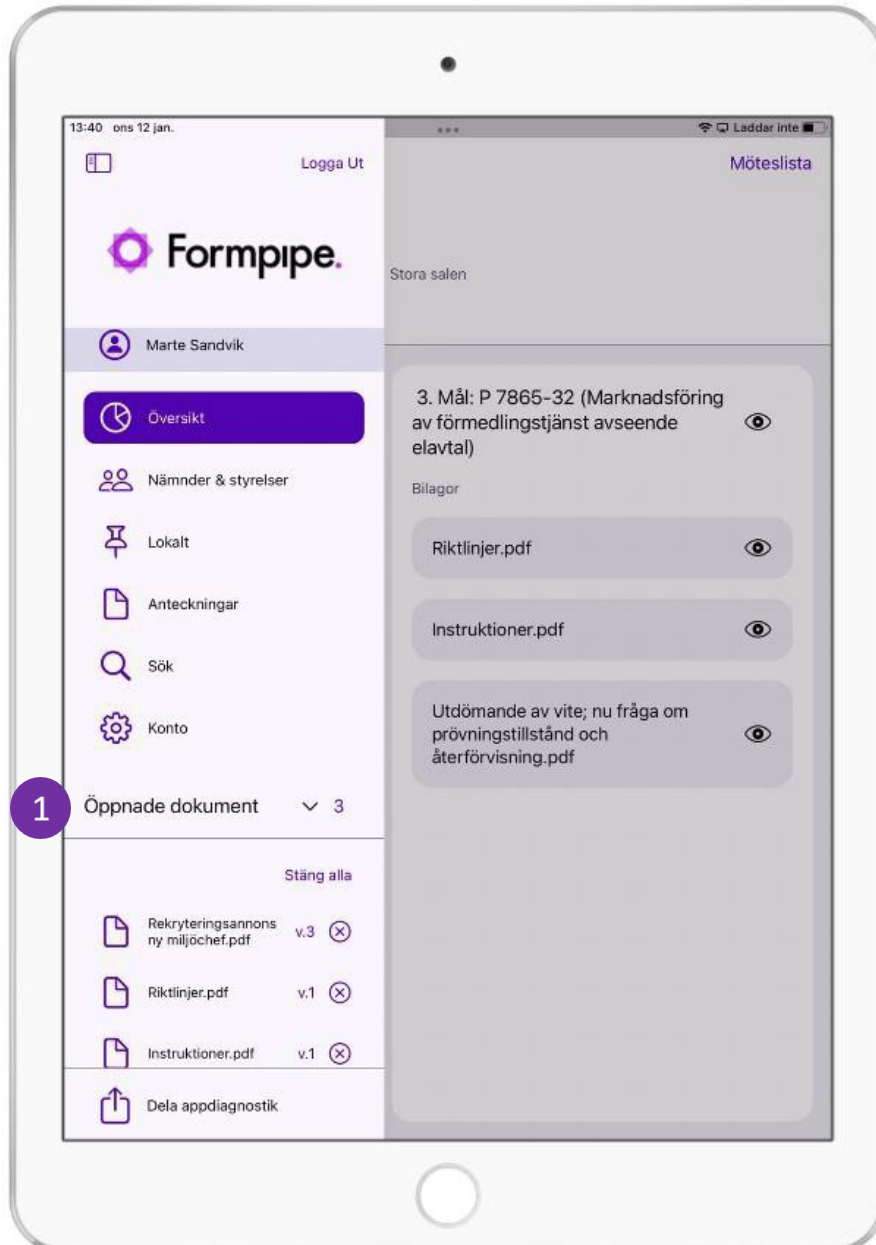 13:40 ons 12 jan.
Laddar inte
Logga Ut
Möteslista
Formpipe.
Stora salen
Marte Sandvik
Översikt
Nämnder & styrelser
Lokalt
Anteckningar
Sök
Konto
1
Öppnade dokument 3
Stäng alla
Rekryteringsannons
ny miljöchef.pdf v.3
Riktlinjer.pdf v.1
Instruktioner.pdf v.1
Dela appdiagnostik
3. Mål: P 7865-32 (Marknadsföring
av förmedlingstjänst avseende
elavtal)
Bilagor
Riktlinjer.pdf
Instruktioner.pdf
Utdömande av vite; nu fråga om
prövningstillstånd och
återförvisning.pdf